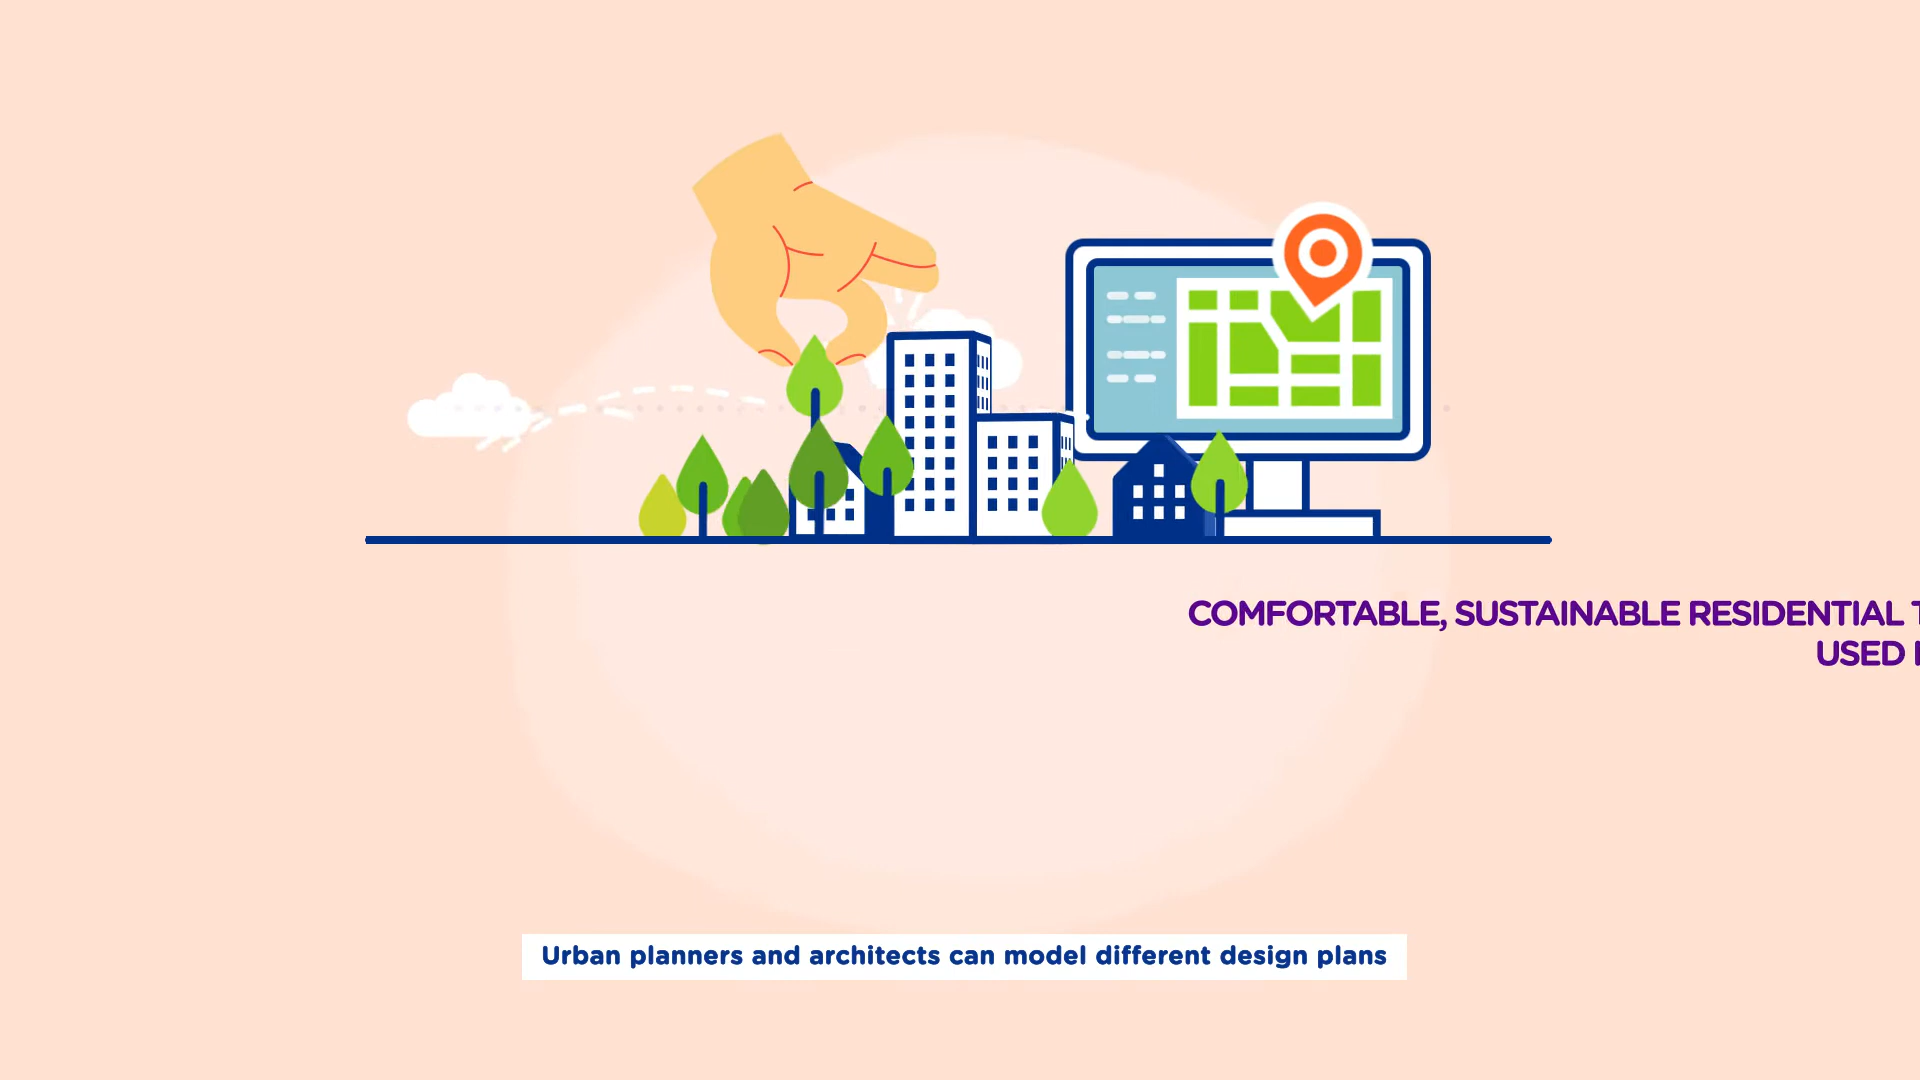 COMFORTABLE, SUSTAINABLE RESIDENTIAL
USED
Urban planners and architects can model different design plans